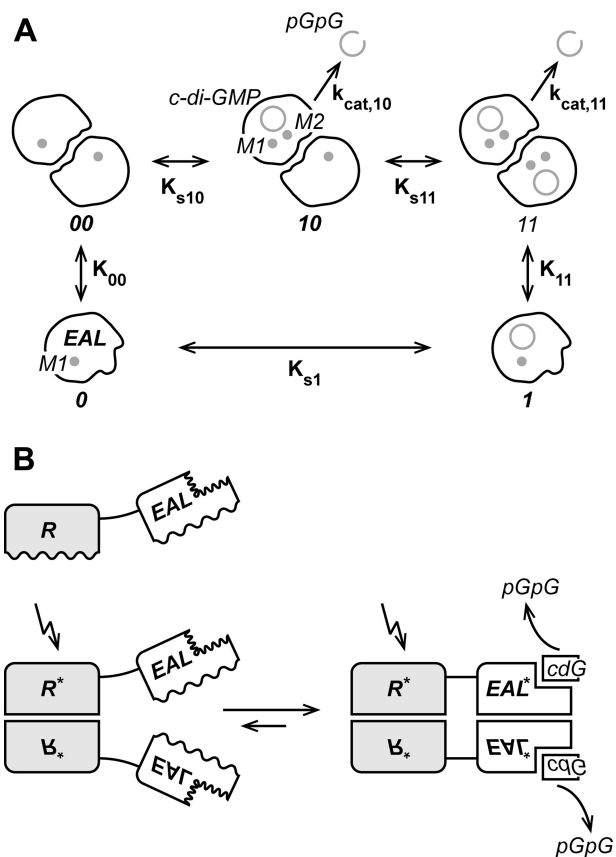 A
pGpG
c-di-GMP
k_cat,10
k_cat,11
M1
M2
K_s10
K_s11
00
10
11
K_00
K_11
EAL
M1
K_s1
0
1
B
R
EAL
pGpG
R*
EAL
R*
EAL*
cdG
R*
EAL
R*
EAL*
cdG
pGpG